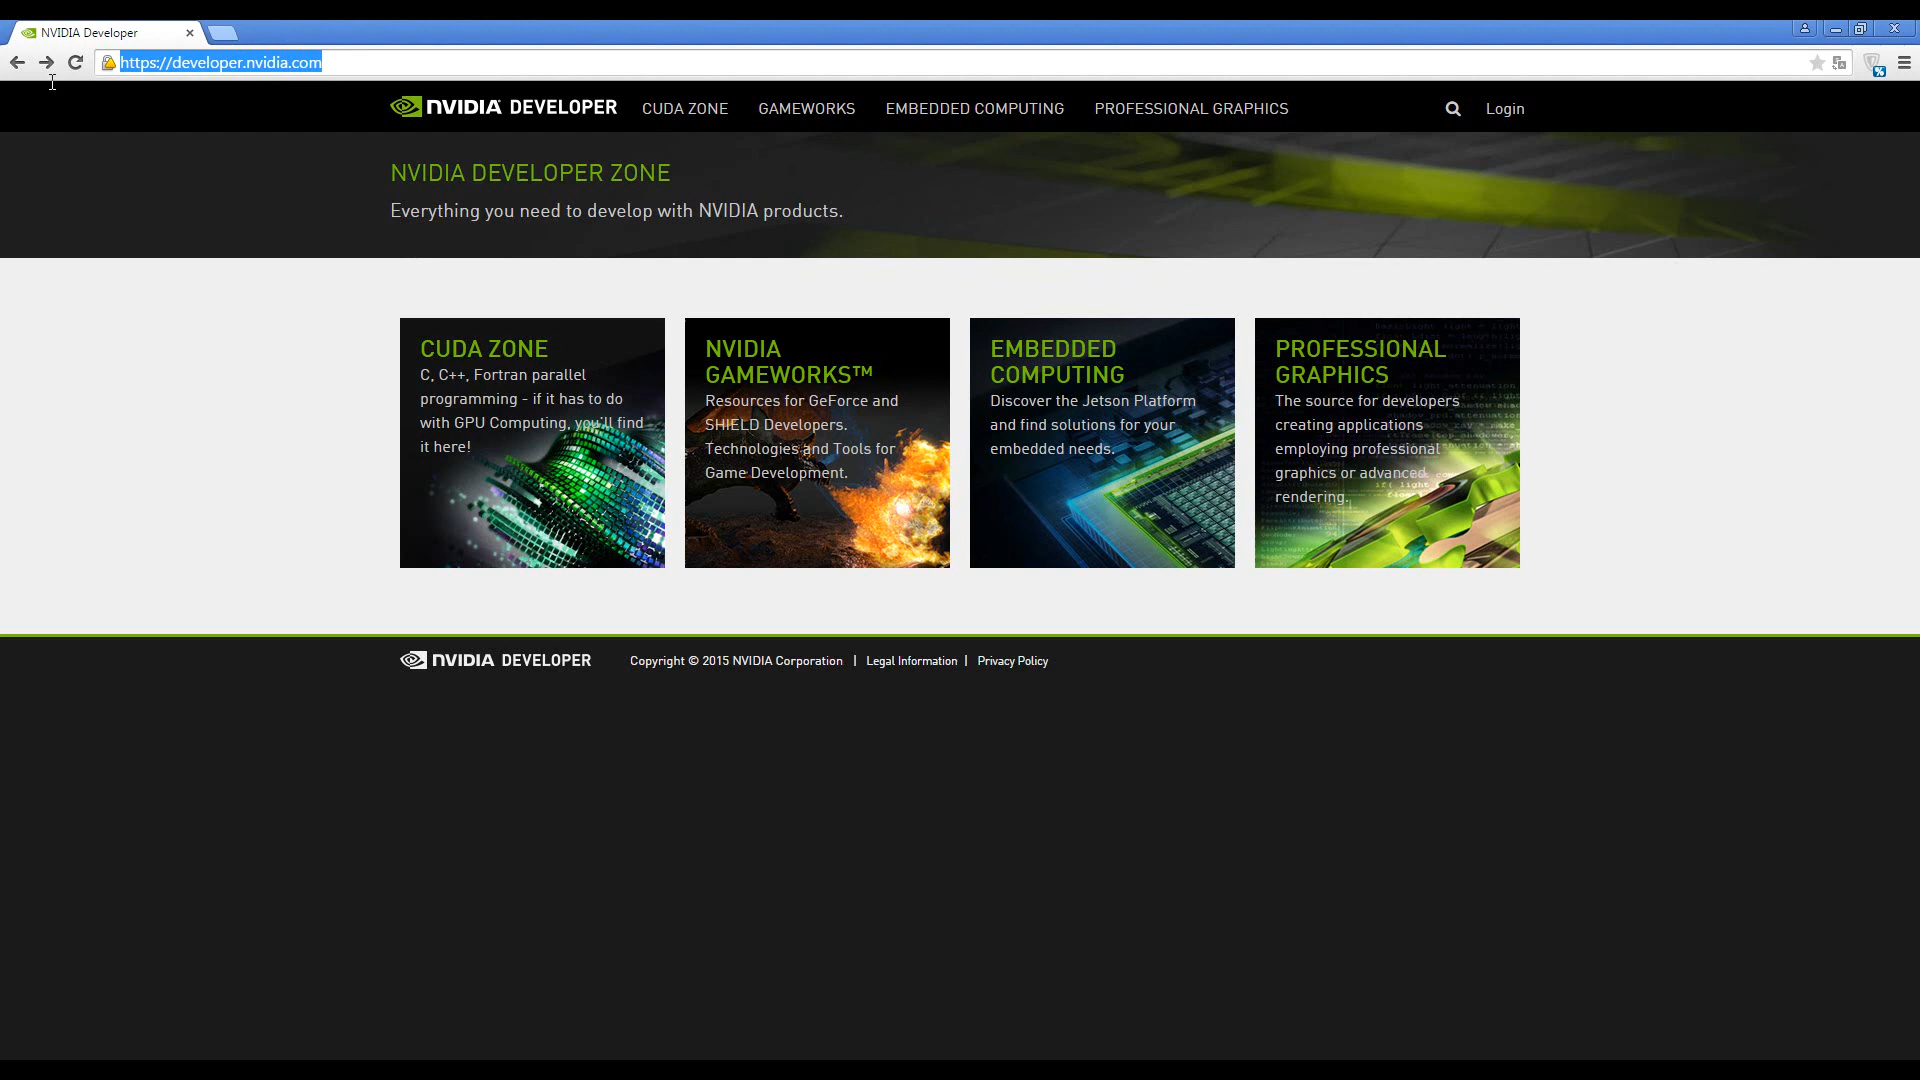 NVIDIA Developer
https://developer.nvidia.com
NVIDIA DEVELOPER CUDA ZONE GAMEWORKS EMBEDDED COMPUTING PROFESSIONAL GRAPHICS Login
NVIDIA DEVELOPER ZONE
Everything you need to develop with NVIDIA products.
CUDA ZONE
C, C++, Fortran parallel
programming - if it has to do
with GPU Computing, you'll find
it here!
NVIDIA
GAMEWORKS™
Resources for GeForce and
SHIELD Developers.
Technologies and Tools for
Game Development.
EMBEDDED
COMPUTING
Discover the Jetson Platform
and find solutions for your
embedded needs.
PROFESSIONAL
GRAPHICS
The source for developers
creating applications
employing professional
graphics or advanced
rendering.
NVIDIA DEVELOPER Copyright © 2015 NVIDIA Corporation | Legal Information | Privacy Policy